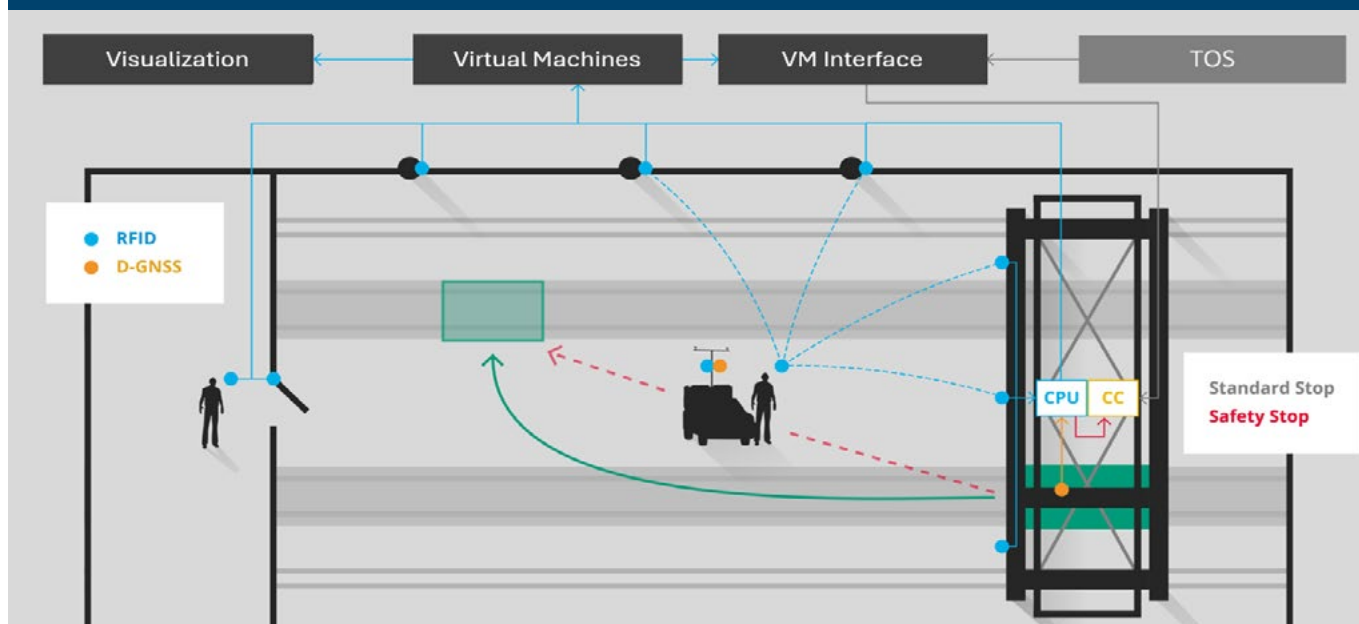 Visualization
Virtual Machines
VM Interface
TOS
RFID
D-GNSS
CPU
CC
Standard Stop
Safety Stop